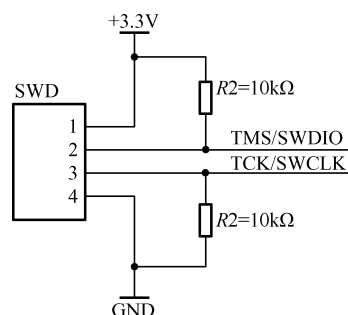 +3.3V
SWD
R2=10kΩ
1
2
TMS/SWDIO
3
TCK/SWCLK
4
R2=10kΩ
GND